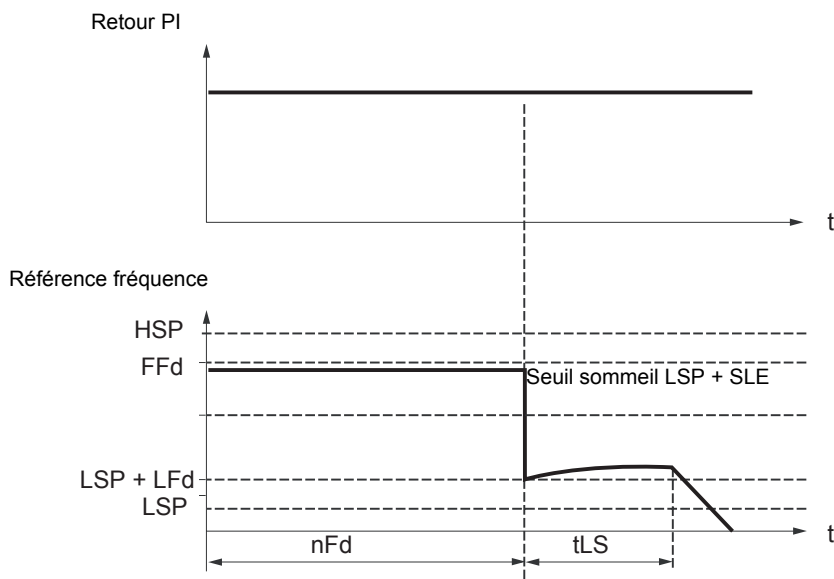 Retour PI
t
Référence fréquence
HSP
FFd
Seuil sommeil LSP + SLE
LSP + LFd
LSP
t
nFd
tLS